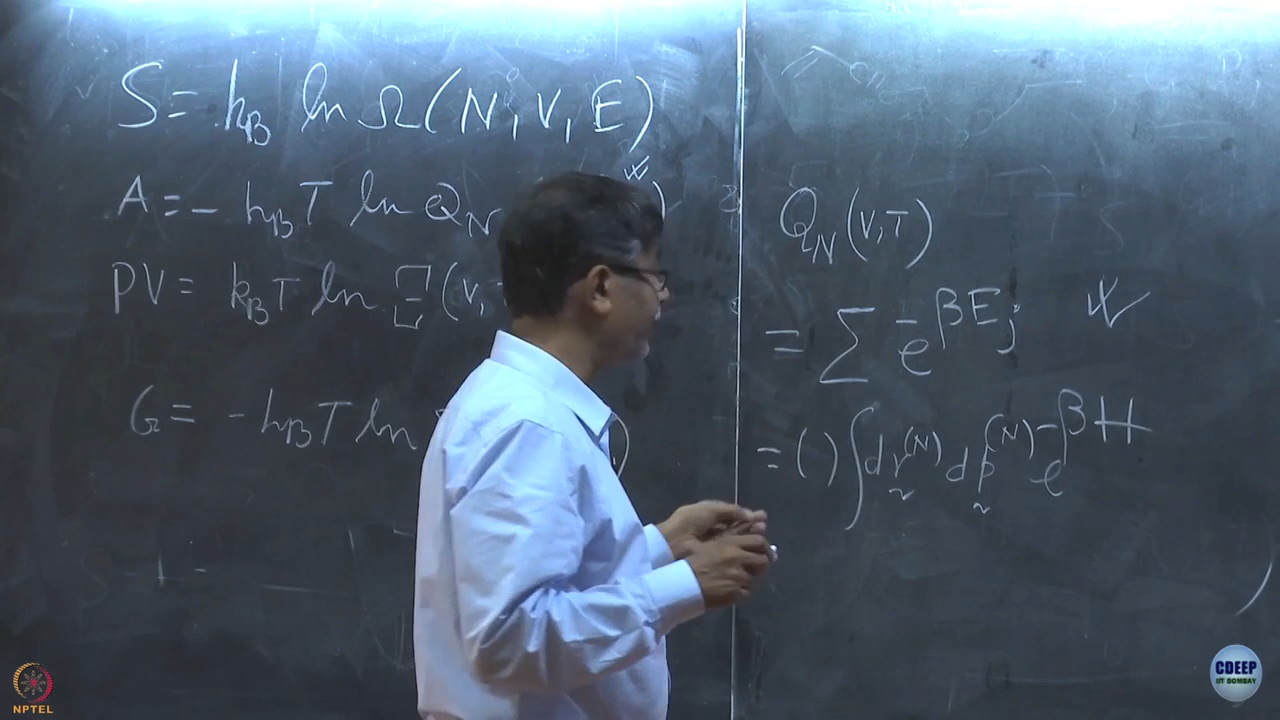 S = k_B ln Ω(N, V, E)
A = - k_B T ln Q_N )
PV = k_B T ln Ξ (V,
G = - k_B T ln )
Q_N (V,T)
= Σ e^{-βE_j}
= ( ) ∫ dr^{(N)} dp^{(N)} e^{-βH}
NPTEL
CDEEP
IIT BOMBAY